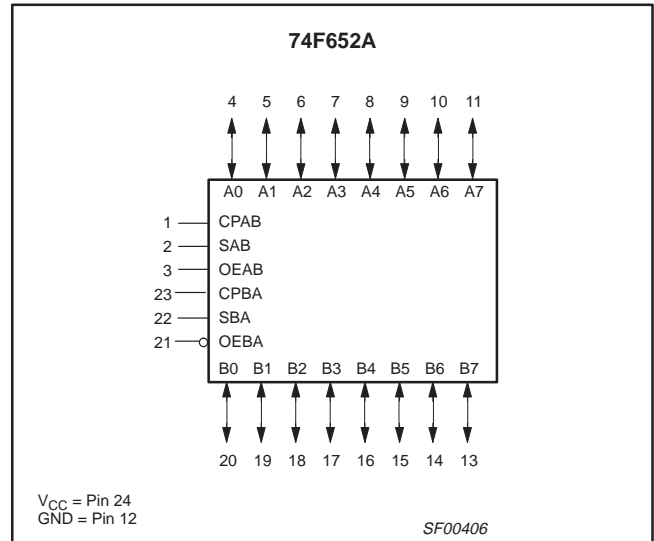 74F652A
4 5 6 7 8 9 10 11
A0 A1 A2 A3 A4 A5 A6 A7
1 CPAB
2 SAB
3 OEAB
23 CPBA
22 SBA
21 OEBA
B0 B1 B2 B3 B4 B5 B6 B7
20 19 18 17 16 15 14 13
VCC = Pin 24
GND = Pin 12
SF00406